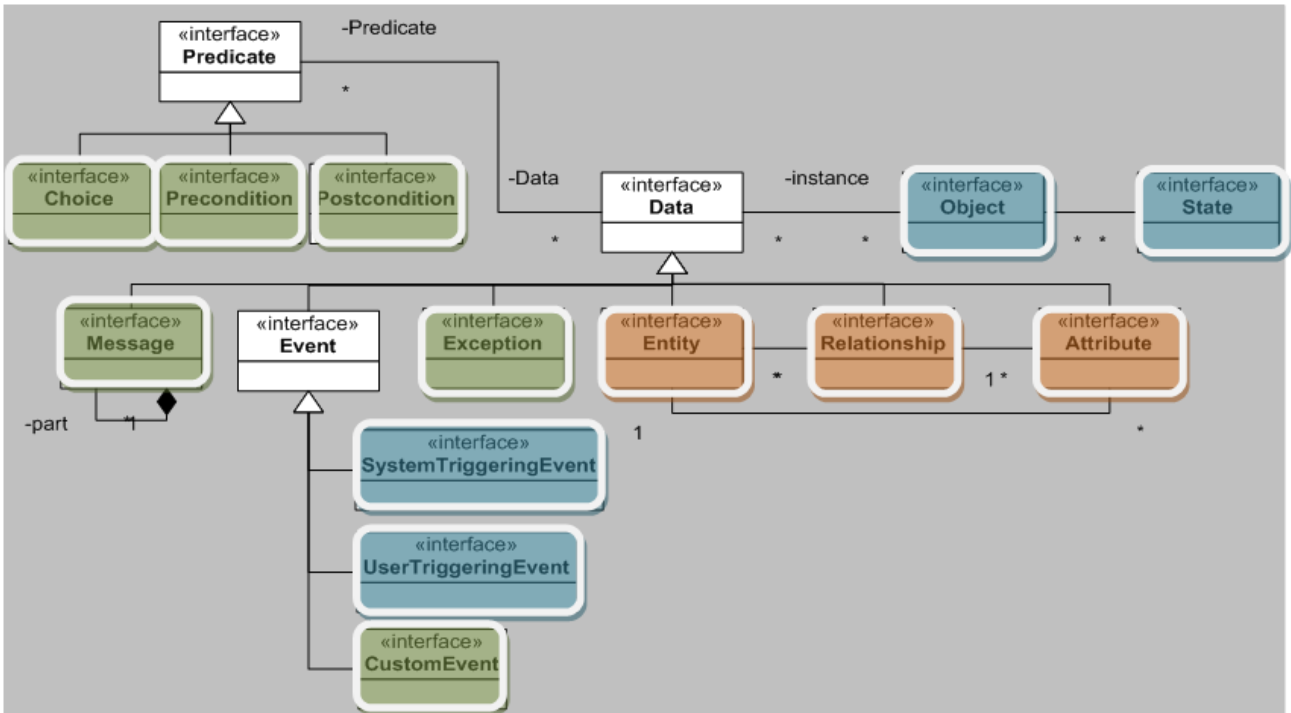 «interface»
Predicate
-Predicate
*
«interface»
Choice
«interface»
Precondition
«interface»
Postcondition
-Data
*
«interface»
Data
-instance
*
*
«interface»
Object
*
*
«interface»
State
«interface»
Message
-part
*1
«interface»
Event
«interface»
Exception
«interface»
Entity
*
«interface»
Relationship
1 *
«interface»
Attribute
1
*
«interface»
SystemTriggeringEvent
«interface»
UserTriggeringEvent
«interface»
CustomEvent